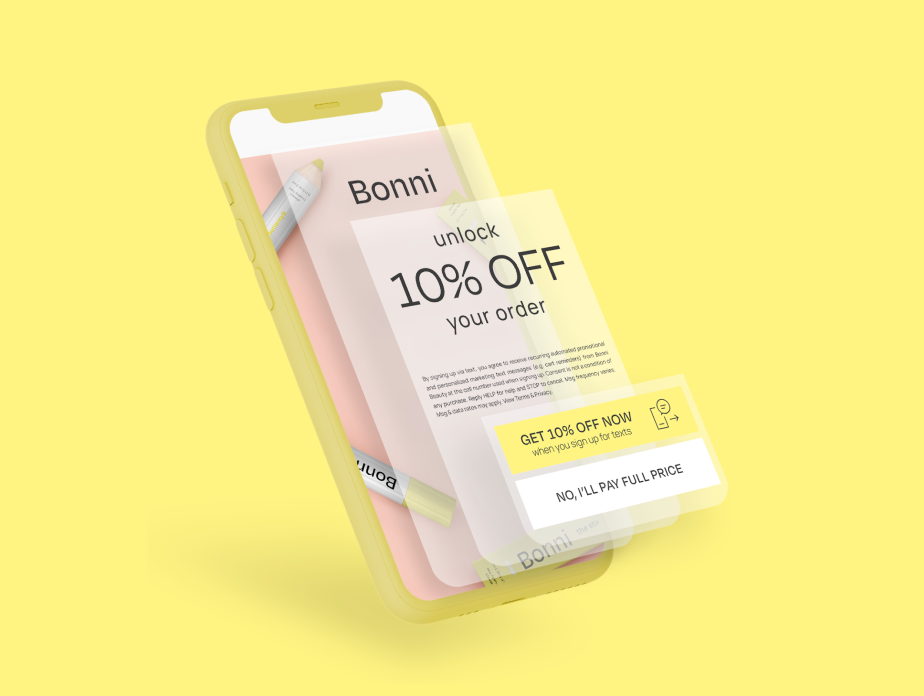 Bonni
unlock
10% OFF
your order
By signing up via text, you agree to receive recurring automated promotional
and personalized marketing text messages (e.g. cart reminders) from Bonni
Beauty at the cell number used when signing up. Consent is not a condition of
any purchase. Reply HELP for help and STOP to cancel. Msg frequency varies.
Msg & data rates may apply. View Terms & Privacy.
GET 10% OFF NOW
when you sign up for texts
NO, I'LL PAY FULL PRICE
Bonni
Bonni